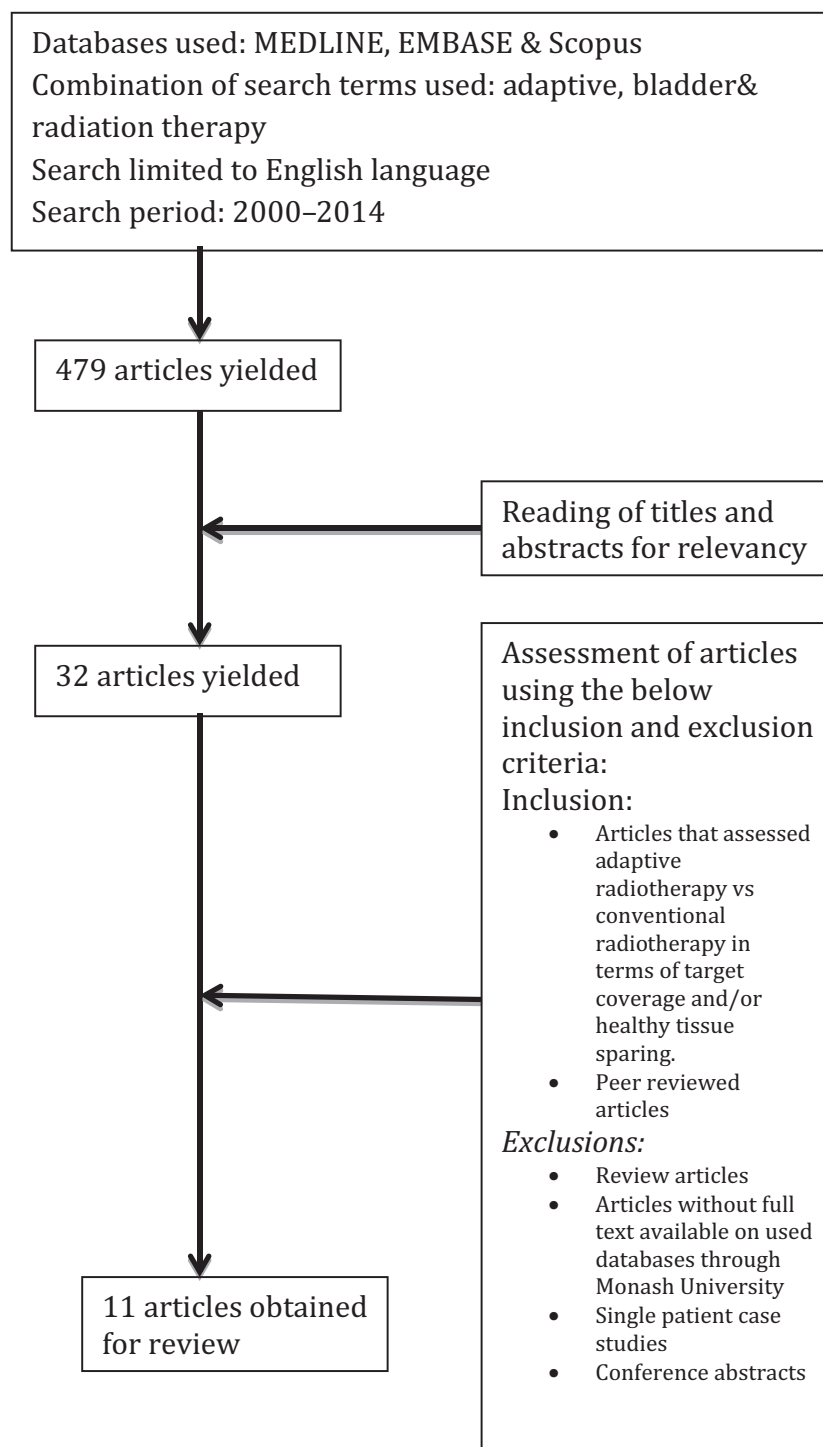 Databases used: MEDLINE, EMBASE & Scopus
Combination of search terms used: adaptive, bladder&
radiation therapy
Search limited to English language
Search period: 2000–2014
479 articles yielded
Reading of titles and
abstracts for relevancy
32 articles yielded
Assessment of articles
using the below
inclusion and exclusion
criteria:
Inclusion:
• Articles that assessed
adaptive
radiotherapy vs
conventional
radiotherapy in
terms of target
coverage and/or
healthy tissue
sparing.
• Peer reviewed
articles
Exclusions:
• Review articles
• Articles without full
text available on used
databases through
Monash University
• Single patient case
studies
• Conference abstracts
11 articles obtained
for review